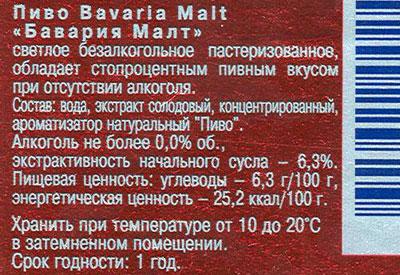 Пиво Bavaria Malt
«Бавария Малт»
светлое безалкогольное пастеризованное,
обладает стопроцентным пивным вкусом
при отсутствии алкоголя.
Состав: вода, экстракт солодовый, концентрированный,
ароматизатор натуральный "Пиво".
Алкоголь не более 0,0% об.,
экстрактивность начального сусла – 6,3%.
Пищевая ценность: углеводы – 6,3 г/100 г,
энергетическая ценность – 25,2 ккал/100 г.
Хранить при температуре от 10 до 20°С
в затемненном помещении.
Срок годности: 1 год.